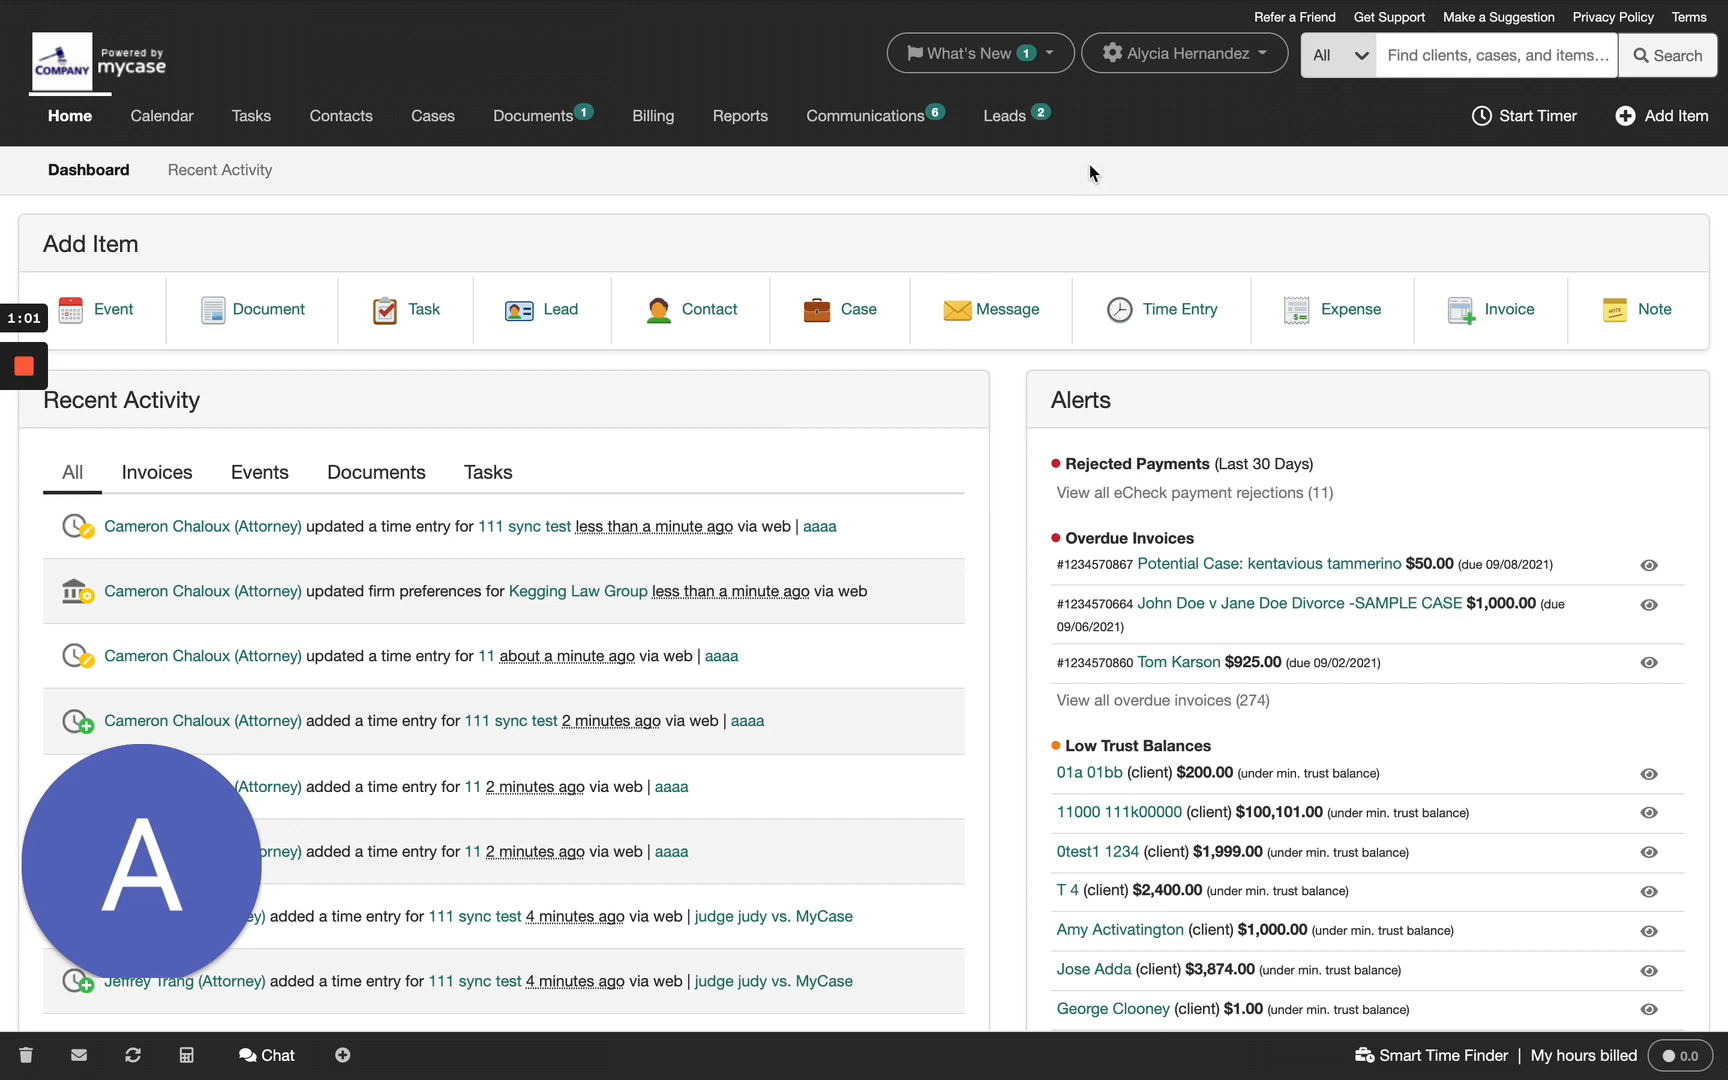 Refer a Friend Get Support Make a Suggestion Privacy Policy Terms
COMPANY Powered by mycase
What's New 1 Alycia Hernandez All Find clients, cases, and items... Search
Home Calendar Tasks Contacts Cases Documents 1 Billing Reports Communications 6 Leads 2 Start Timer Add Item
Dashboard Recent Activity
Add Item
Event Document Task Lead Contact Case Message Time Entry Expense Invoice Note
1:01
Recent Activity
All Invoices Events Documents Tasks
Cameron Chaloux (Attorney) updated a time entry for 111 sync test less than a minute ago via web | aaaa
Cameron Chaloux (Attorney) updated firm preferences for Kegging Law Group less than a minute ago via web
Cameron Chaloux (Attorney) updated a time entry for 11 about a minute ago via web | aaaa
Cameron Chaloux (Attorney) added a time entry for 111 sync test 2 minutes ago via web | aaaa
(Attorney) added a time entry for 11 2 minutes ago via web | aaaa
orney) added a time entry for 11 2 minutes ago via web | aaaa
ey) added a time entry for 111 sync test 4 minutes ago via web | judge judy vs. MyCase
Jeffrey Trang (Attorney) added a time entry for 111 sync test 4 minutes ago via web | judge judy vs. MyCase
A
Alerts
Rejected Payments (Last 30 Days)
View all eCheck payment rejections (11)
Overdue Invoices
#1234570867 Potential Case: kentavious tammerino $50.00 (due 09/08/2021)
#1234570664 John Doe v Jane Doe Divorce -SAMPLE CASE $1,000.00 (due
09/06/2021)
#1234570860 Tom Karson $925.00 (due 09/02/2021)
View all overdue invoices (274)
Low Trust Balances
01a 01bb (client) $200.00 (under min. trust balance)
11000 111k00000 (client) $100,101.00 (under min. trust balance)
0test1 1234 (client) $1,999.00 (under min. trust balance)
T 4 (client) $2,400.00 (under min. trust balance)
Amy Activatington (client) $1,000.00 (under min. trust balance)
Jose Adda (client) $3,874.00 (under min. trust balance)
George Clooney (client) $1.00 (under min. trust balance)
Chat Smart Time Finder | My hours billed 0.0